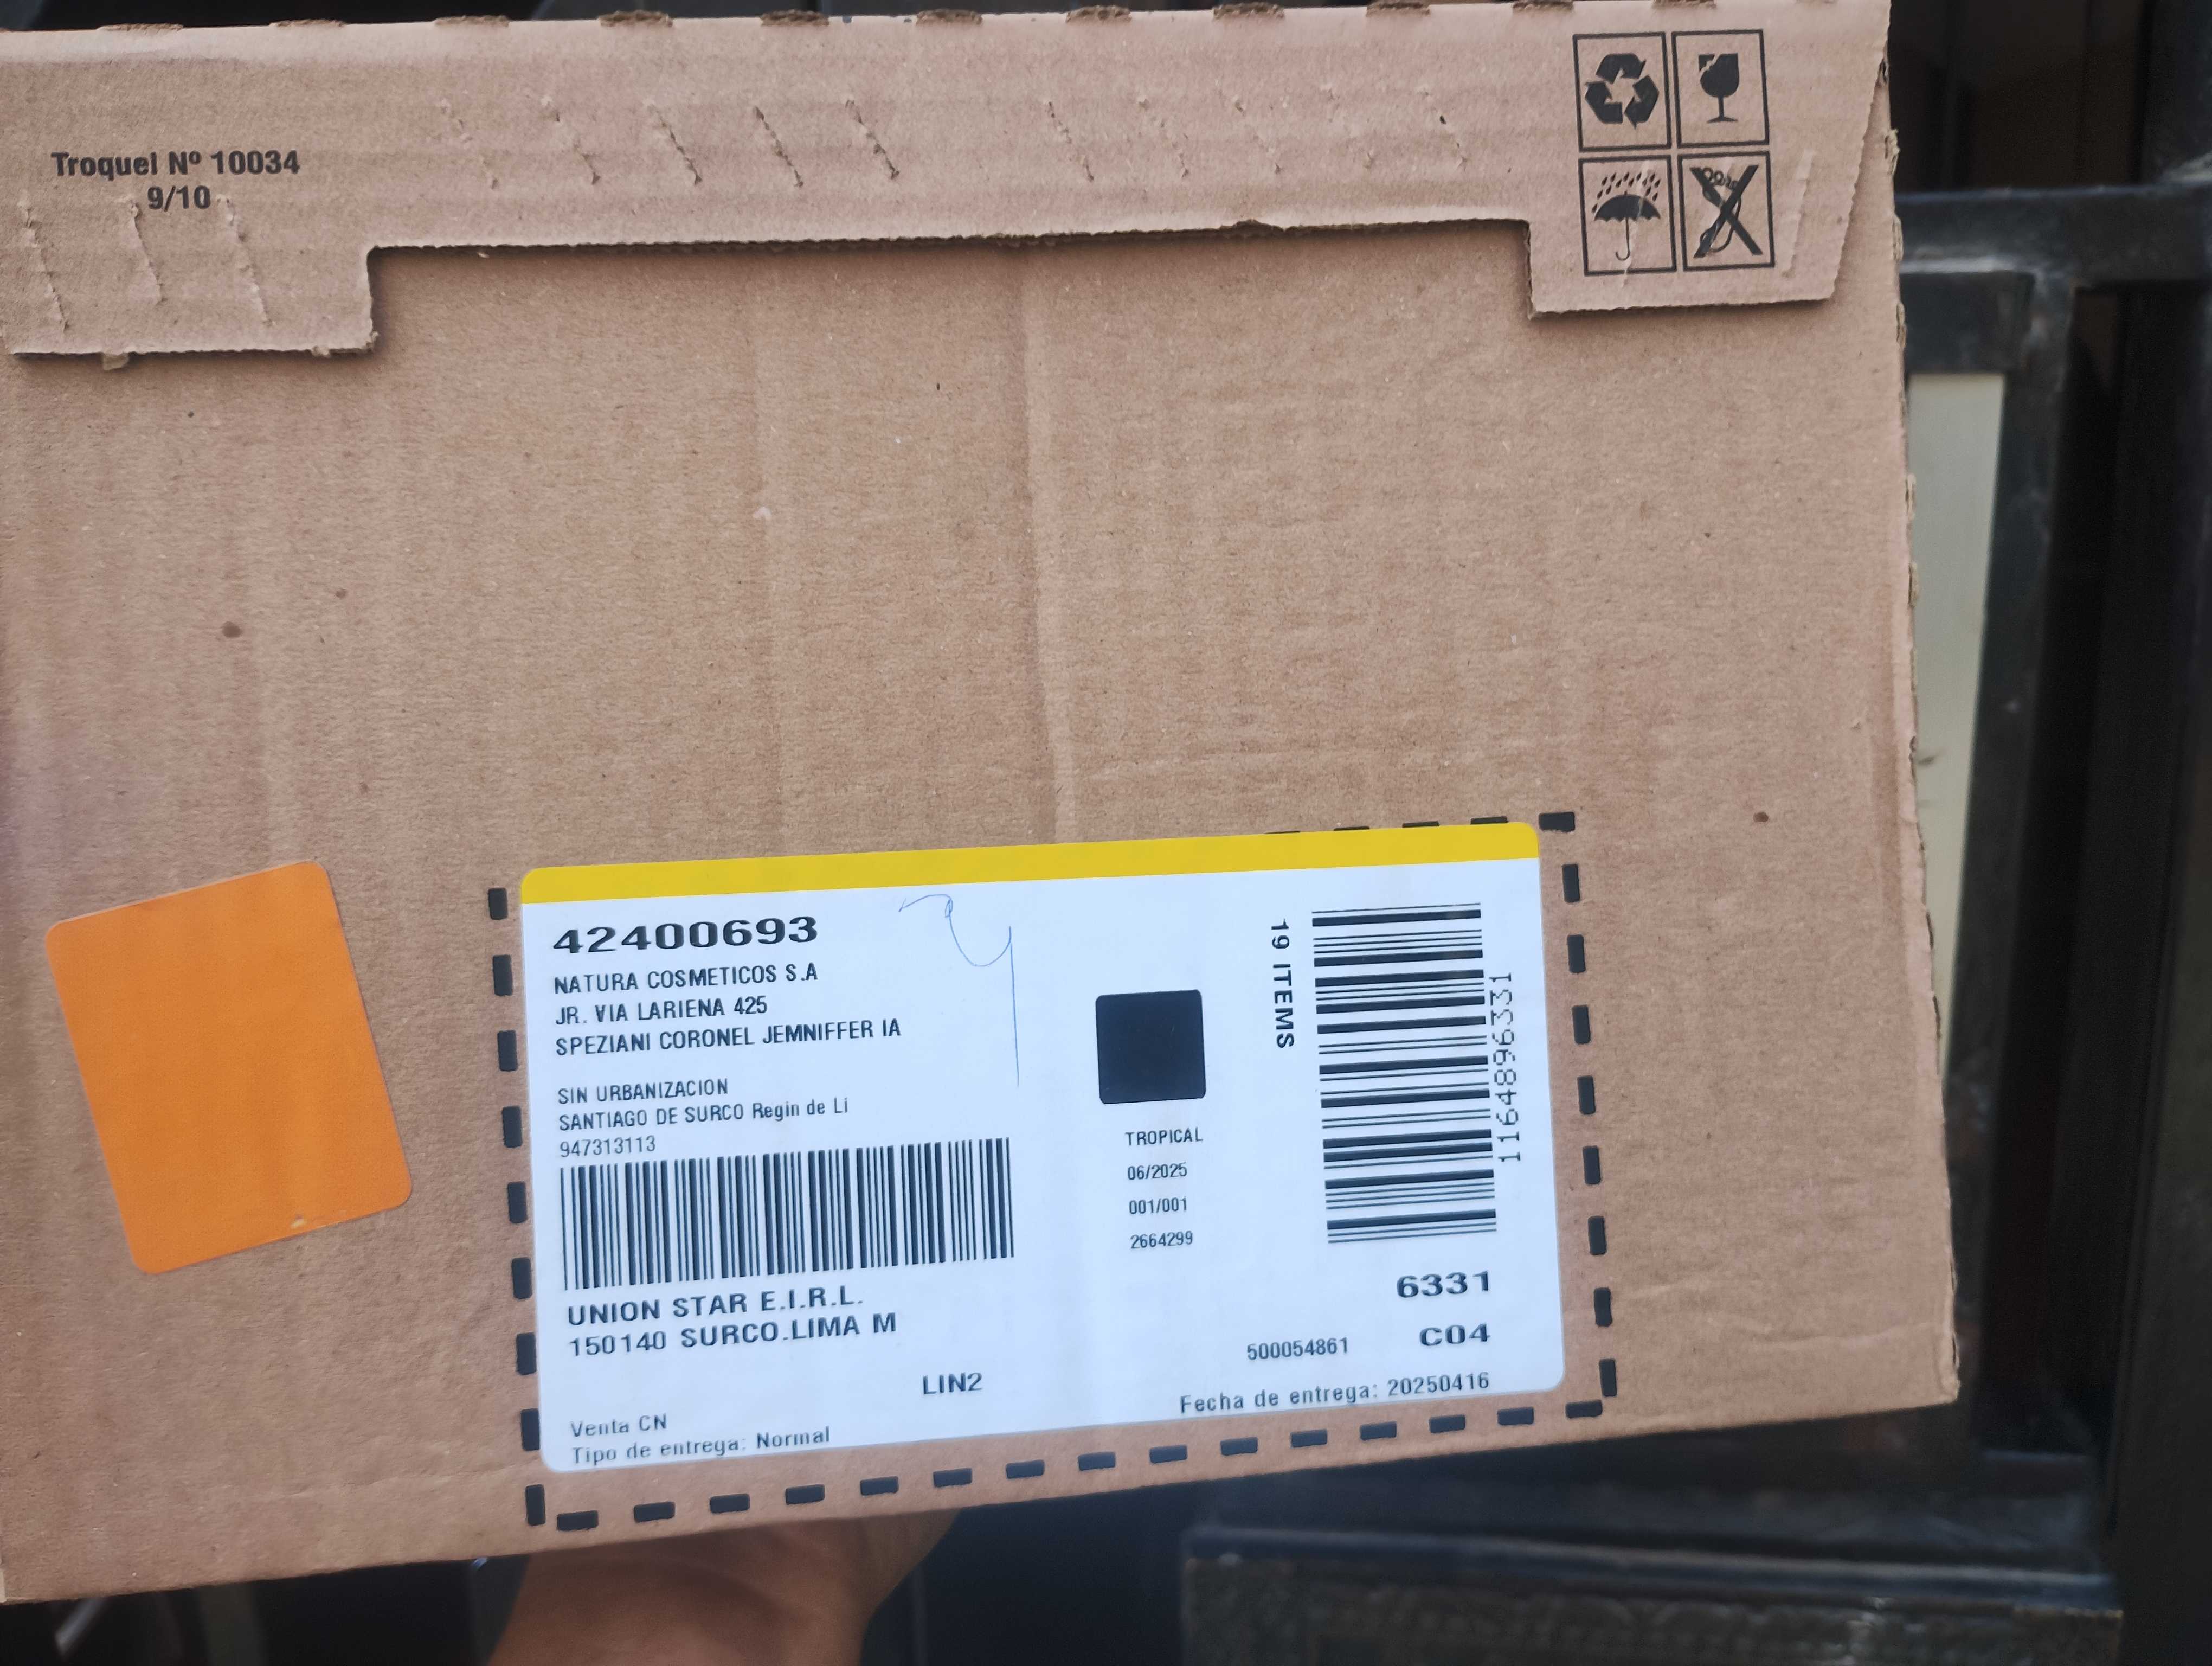 Troquel Nº 10034
9/10
42400693
NATURA COSMETICOS S.A
JR. VIA LARIENA 425
SPEZIANI CORONEL JEMNIFFER IA
SIN URBANIZACION
SANTIAGO DE SURCO Regin de Li
947313113
UNION STAR E.I.R.L.
150140 SURCO.LIMA M
LIN2
Venta CN
Tipo de entrega: Normal
TROPICAL
06/2025
001/001
2664299
19 ITEMS
1164896331
6331
500054861 C04
Fecha de entrega: 20250416